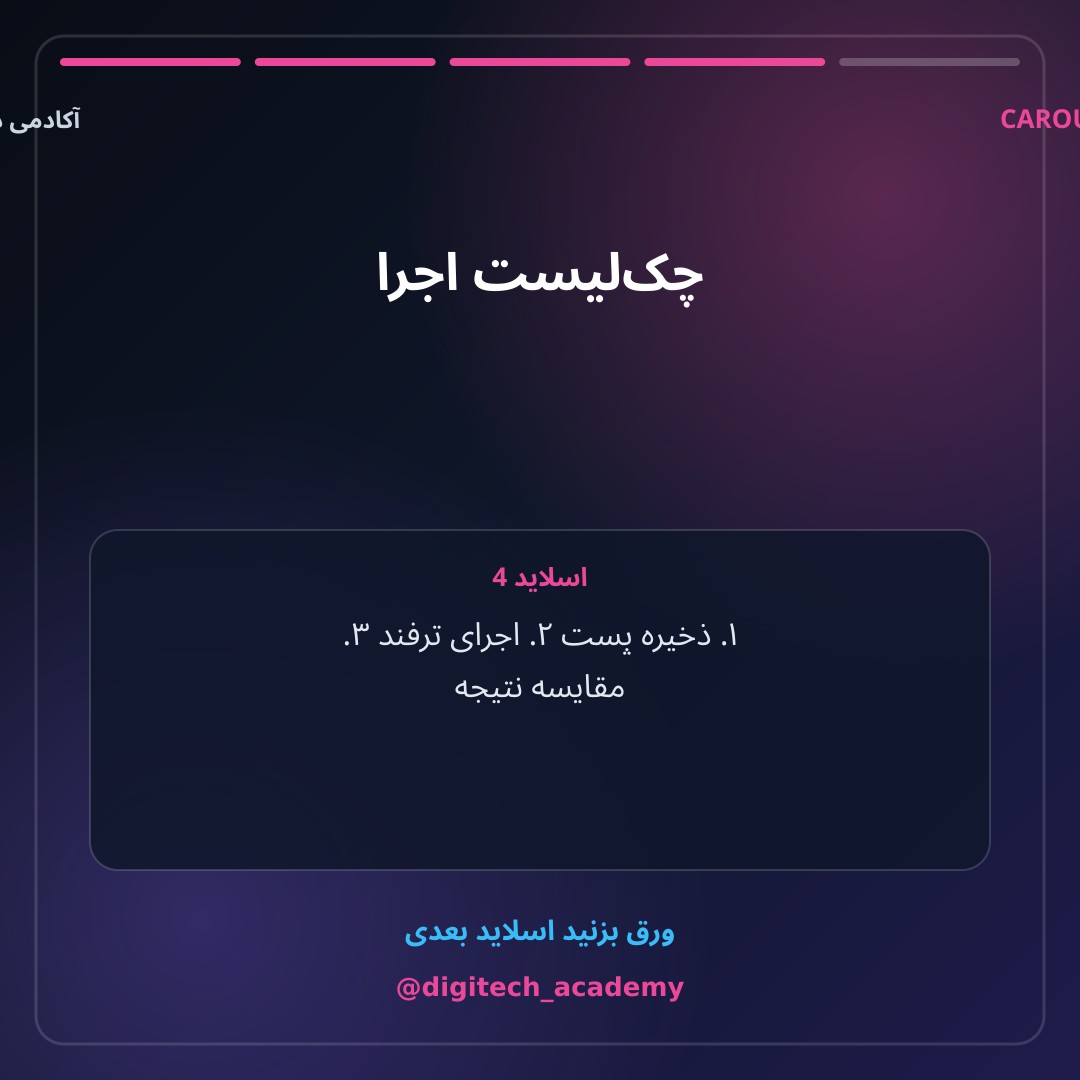 آکادمی
CAROU
چک‌لیست اجرا
اسلاید 4
۱. ذخیره پست ۲. اجرای ترفند ۳.
مقایسه نتیجه
ورق بزنید اسلاید بعدی
@digitech_academy